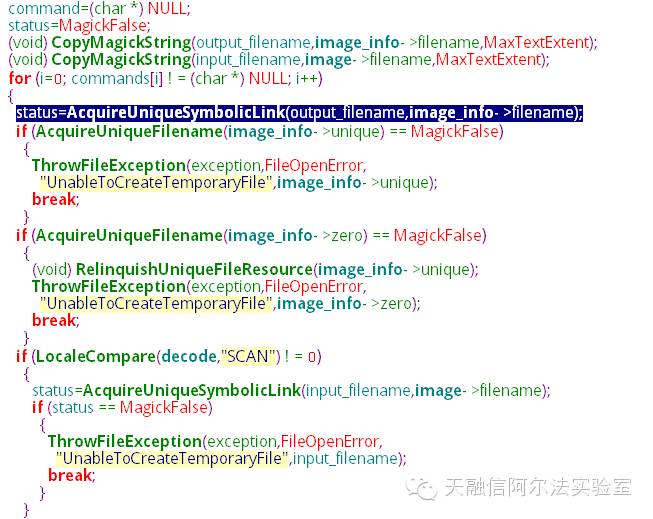 command=(char *) NULL;
status=MagickFalse;
(void) CopyMagickString(output_filename,image_info- >filename,MaxTextExtent);
(void) CopyMagickString(input_filename,image- >filename,MaxTextExtent);
for (i=0; commands[i] ! = (char *) NULL; i++)
{
status=AcquireUniqueSymbolicLink(output_filename,image_info- >filename);
if (AcquireUniqueFilename(image_info- >unique) == MagickFalse)
{
ThrowFileException(exception,FileOpenError,
"UnableToCreateTemporaryFile",image_info- >unique);
break;
}
if (AcquireUniqueFilename(image_info- >zero) == MagickFalse)
{
(void) RelinquishUniqueFileResource(image_info- >unique);
ThrowFileException(exception,FileOpenError,
"UnableToCreateTemporaryFile",image_info- >zero);
break;
}
if (LocaleCompare(decode,"SCAN") ! = 0)
{
status=AcquireUniqueSymbolicLink(input_filename,image- >filename);
if (status == MagickFalse)
{
ThrowFileException(exception,FileOpenError,
"UnableToCreateTemporaryFile",input_filename);
break;
}
}
天融信阿尔法实验室